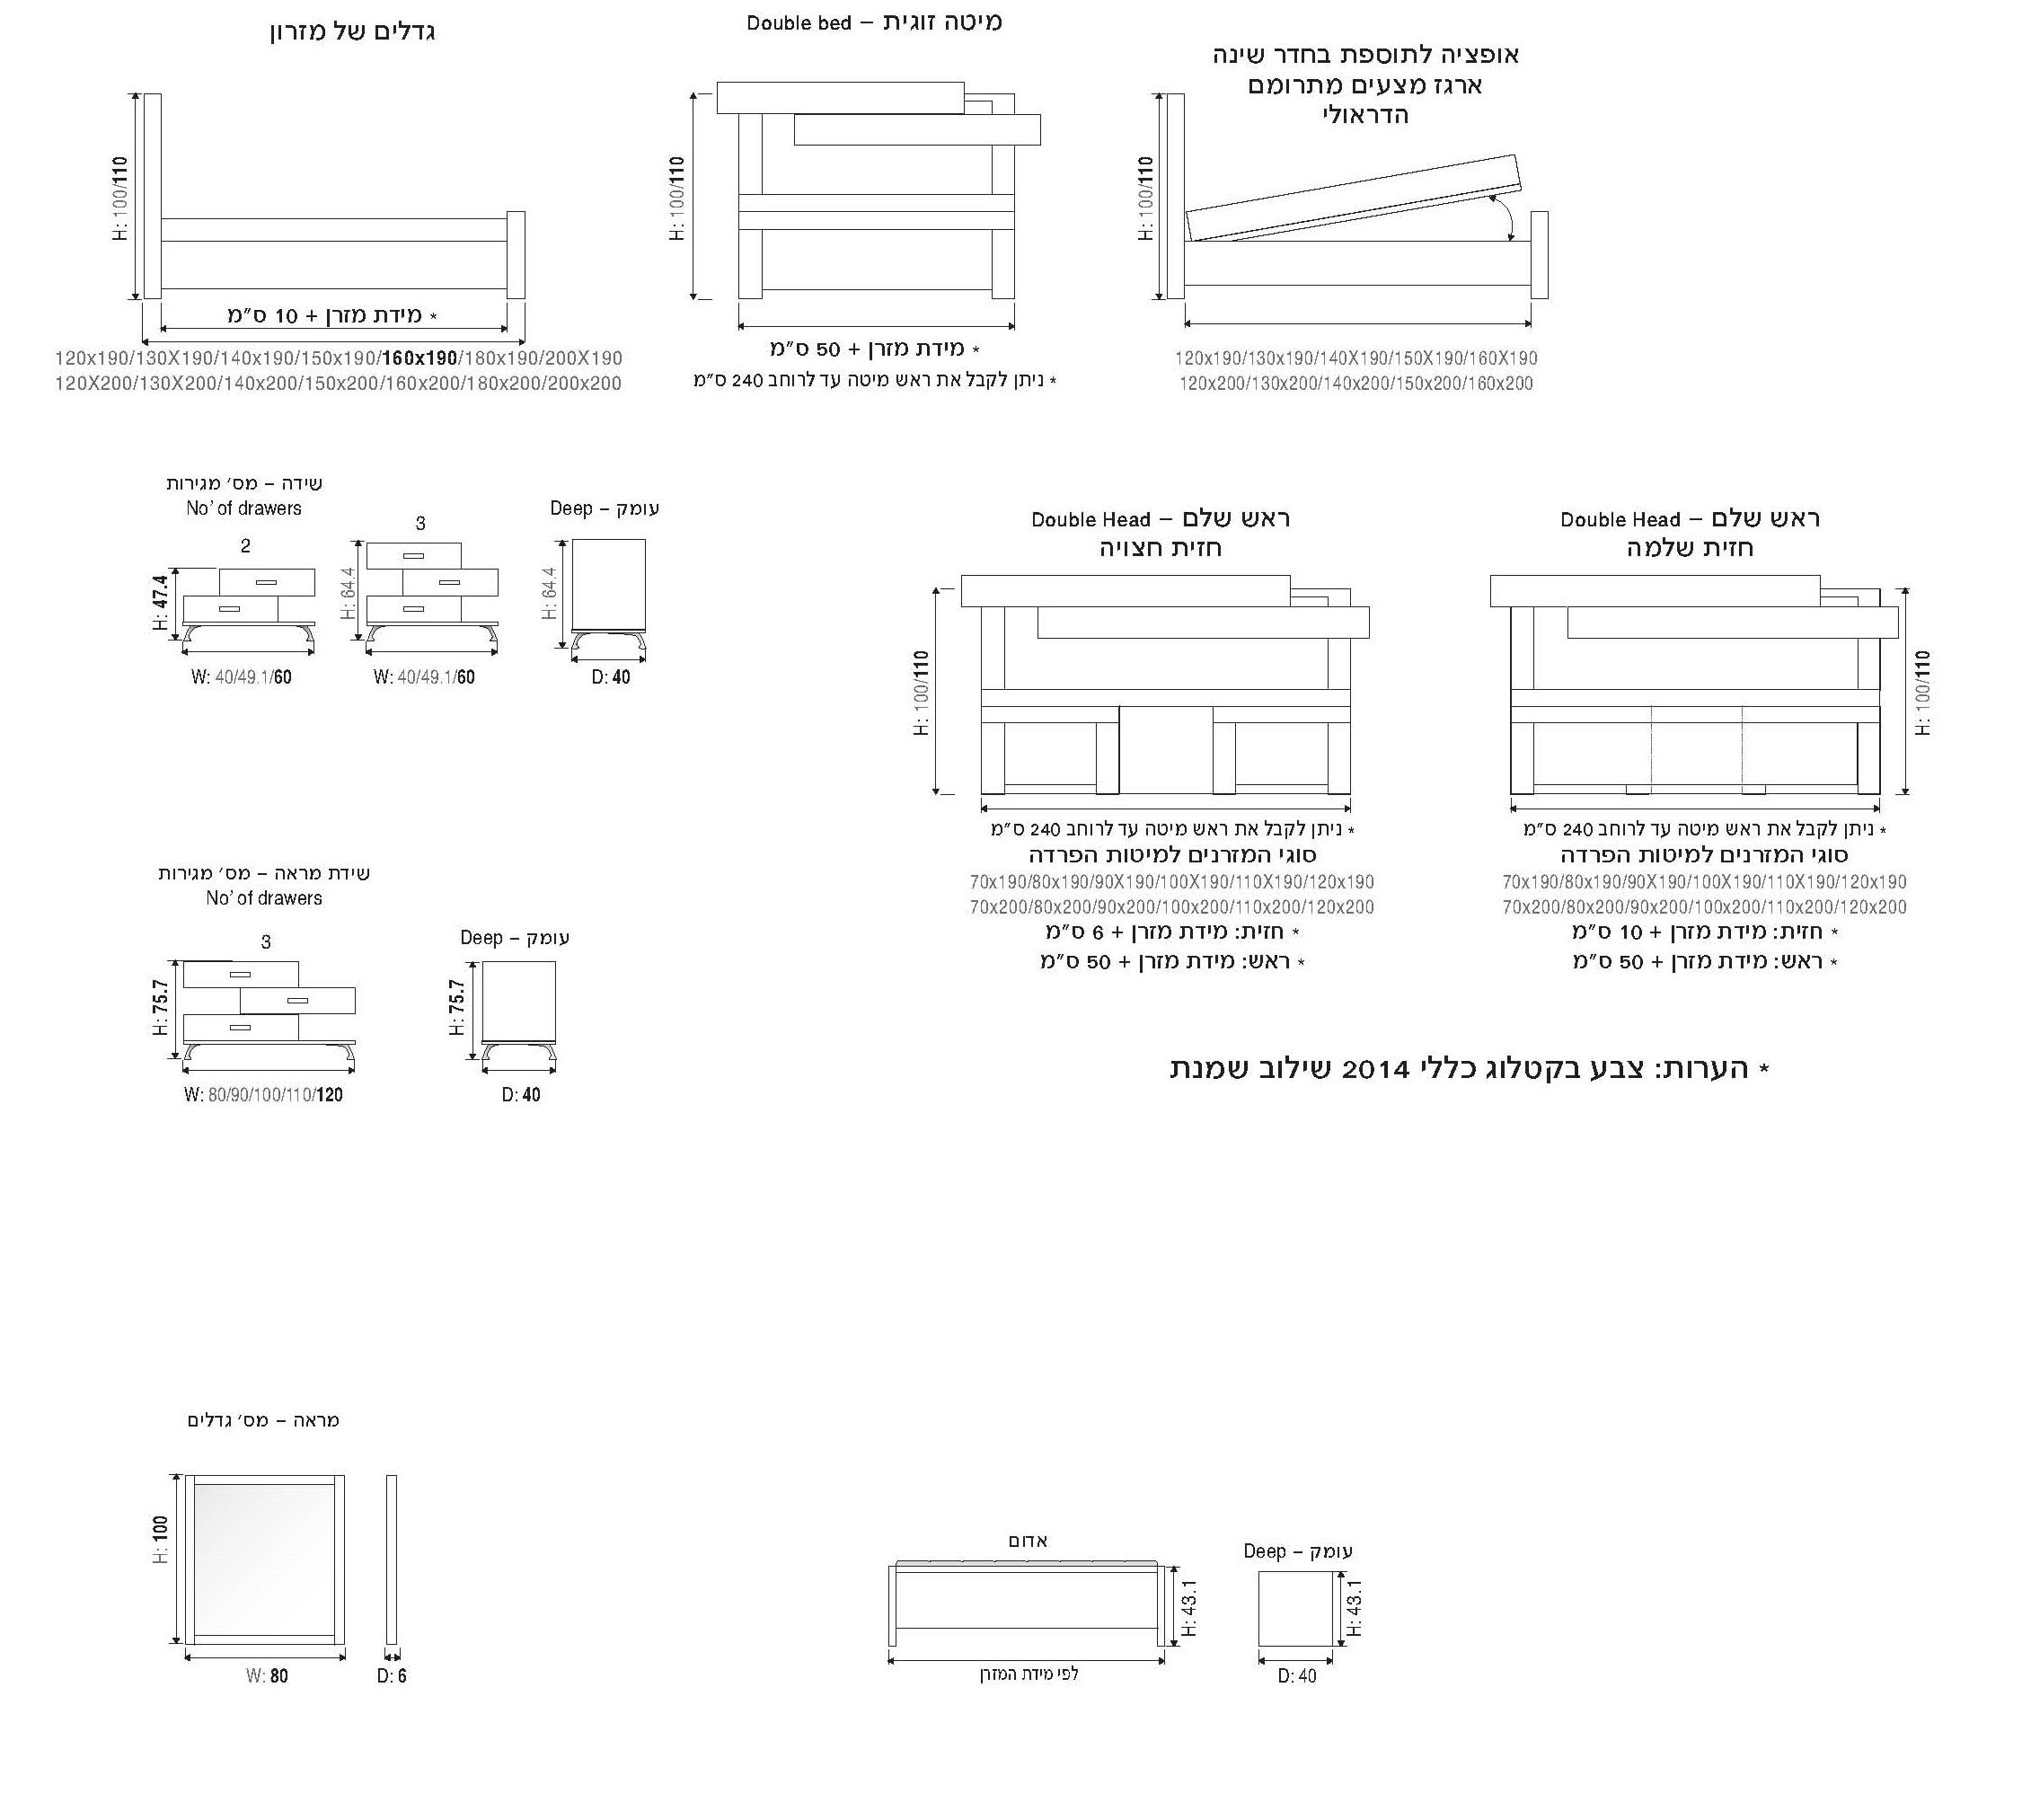 גדלים של מזרון
H: 100/110
* מידת מזרן + 10 ס"מ
120x190/130X190/140x190/150x190/160x190/180x190/200X190
120X200/130X200/140x200/150x200/160x200/180x200/200x200
מיטה זוגית – Double bed
H: 100/110
* מידת מזרן + 50 ס"מ
* ניתן לקבל את ראש מיטה עד לרוחב 240 ס"מ
אופציה לתוספת בחדר שינה
ארגז מצעים מתרומם
הדראולי
H: 100/110
120x190/130x190/140X190/150X190/160X190
120x200/130x200/140x200/150x200/160x200
שידה – מס' מגירות
No' of drawers
2
H: 47.4
W: 40/49.1/60
3
H: 64.4
W: 40/49.1/60
עומק – Deep
H: 64.4
D: 40
ראש שלם – Double Head
חזית חצויה
H: 100/110
* ניתן לקבל את ראש מיטה עד לרוחב 240 ס"מ
סוגי המזרנים למיטות הפרדה
70x190/80x190/90X190/100X190/110X190/120x190
70x200/80x200/90x200/100x200/110x200/120x200
* חזית: מידת מזרן + 6 ס"מ
* ראש: מידת מזרן + 50 ס"מ
ראש שלם – Double Head
חזית שלמה
H: 100/110
* ניתן לקבל את ראש מיטה עד לרוחב 240 ס"מ
סוגי המזרנים למיטות הפרדה
70x190/80x190/90X190/100X190/110X190/120x190
70x200/80x200/90x200/100x200/110x200/120x200
* חזית: מידת מזרן + 10 ס"מ
* ראש: מידת מזרן + 50 ס"מ
שידת מראה – מס' מגירות
No' of drawers
3
H: 75.7
W: 80/90/100/110/120
עומק – Deep
H: 75.7
D: 40
* הערות: צבע בקטלוג כללי 2014 שילוב שמנת
מראה – מס' גדלים
H: 100
W: 80
D: 6
אדום
H: 43.1
לפי מידת המזרן
עומק – Deep
H: 43.1
D: 40